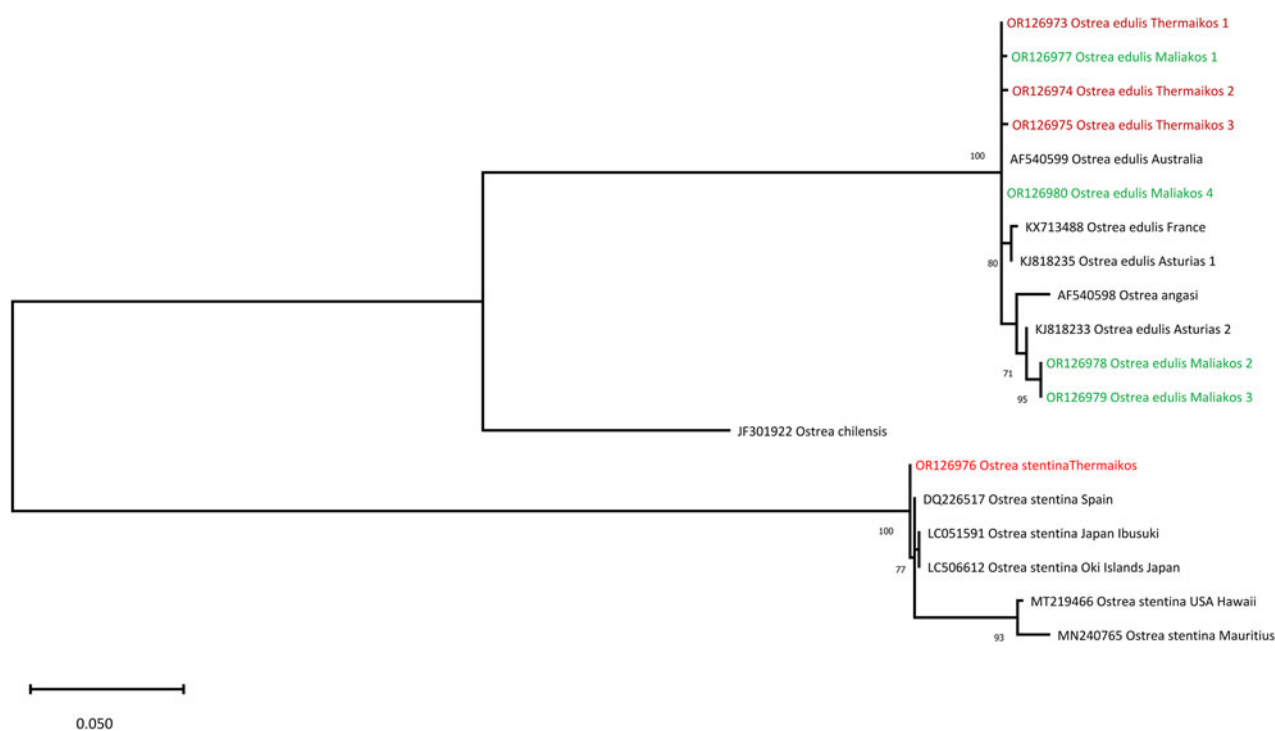 OR126973 Ostrea edulis Thermaikos 1
OR126977 Ostrea edulis Maliakos 1
OR126974 Ostrea edulis Thermaikos 2
OR126975 Ostrea edulis Thermaikos 3
100
AF540599 Ostrea edulis Australia
OR126980 Ostrea edulis Maliakos 4
KX713488 Ostrea edulis France
80
KJ818235 Ostrea edulis Asturias 1
AF540598 Ostrea angasi
KJ818233 Ostrea edulis Asturias 2
OR126978 Ostrea edulis Maliakos 2
71
95
OR126979 Ostrea edulis Maliakos 3
JF301922 Ostrea chilensis
OR126976 Ostrea stentinaThermaikos
DQ226517 Ostrea stentina Spain
100
LC051591 Ostrea stentina Japan Ibusuki
77
LC506612 Ostrea stentina Oki Islands Japan
MT219466 Ostrea stentina USA Hawaii
93
MN240765 Ostrea stentina Mauritius
0.050